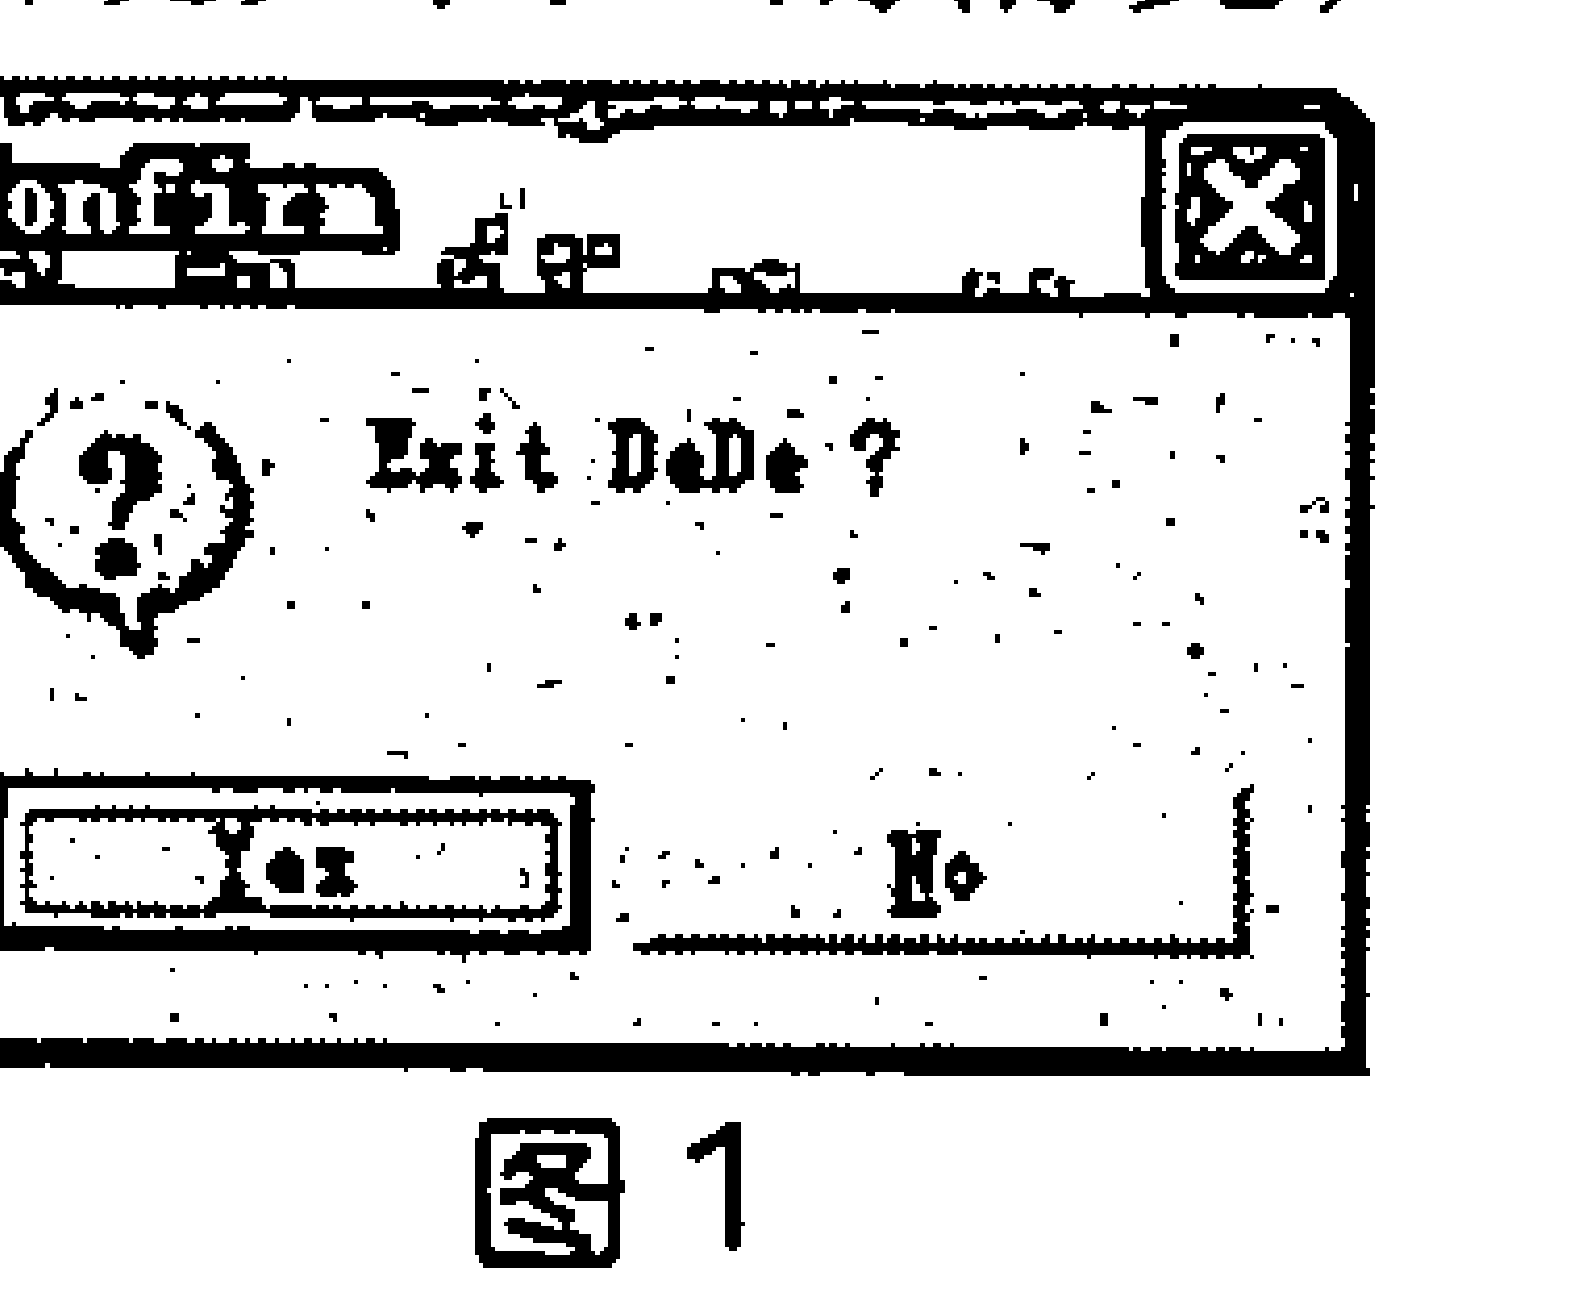 onfirm
Exit DeDe ?
Yes
No
图 1